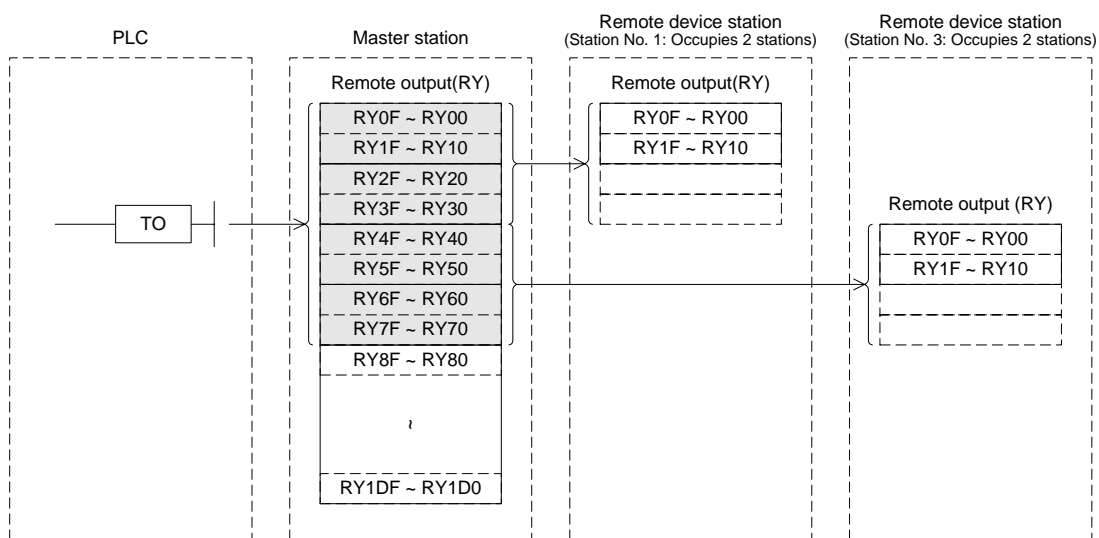 PLC
Master station
Remote device station
(Station No. 1: Occupies 2 stations)
Remote device station
(Station No. 3: Occupies 2 stations)
Remote output(RY)
RY0F ~ RY00
RY1F ~ RY10
RY2F ~ RY20
RY3F ~ RY30
RY4F ~ RY40
RY5F ~ RY50
RY6F ~ RY60
RY7F ~ RY70
RY8F ~ RY80
~
RY1DF ~ RY1D0
TO
Remote output(RY)
RY0F ~ RY00
RY1F ~ RY10
Remote output (RY)
RY0F ~ RY00
RY1F ~ RY10